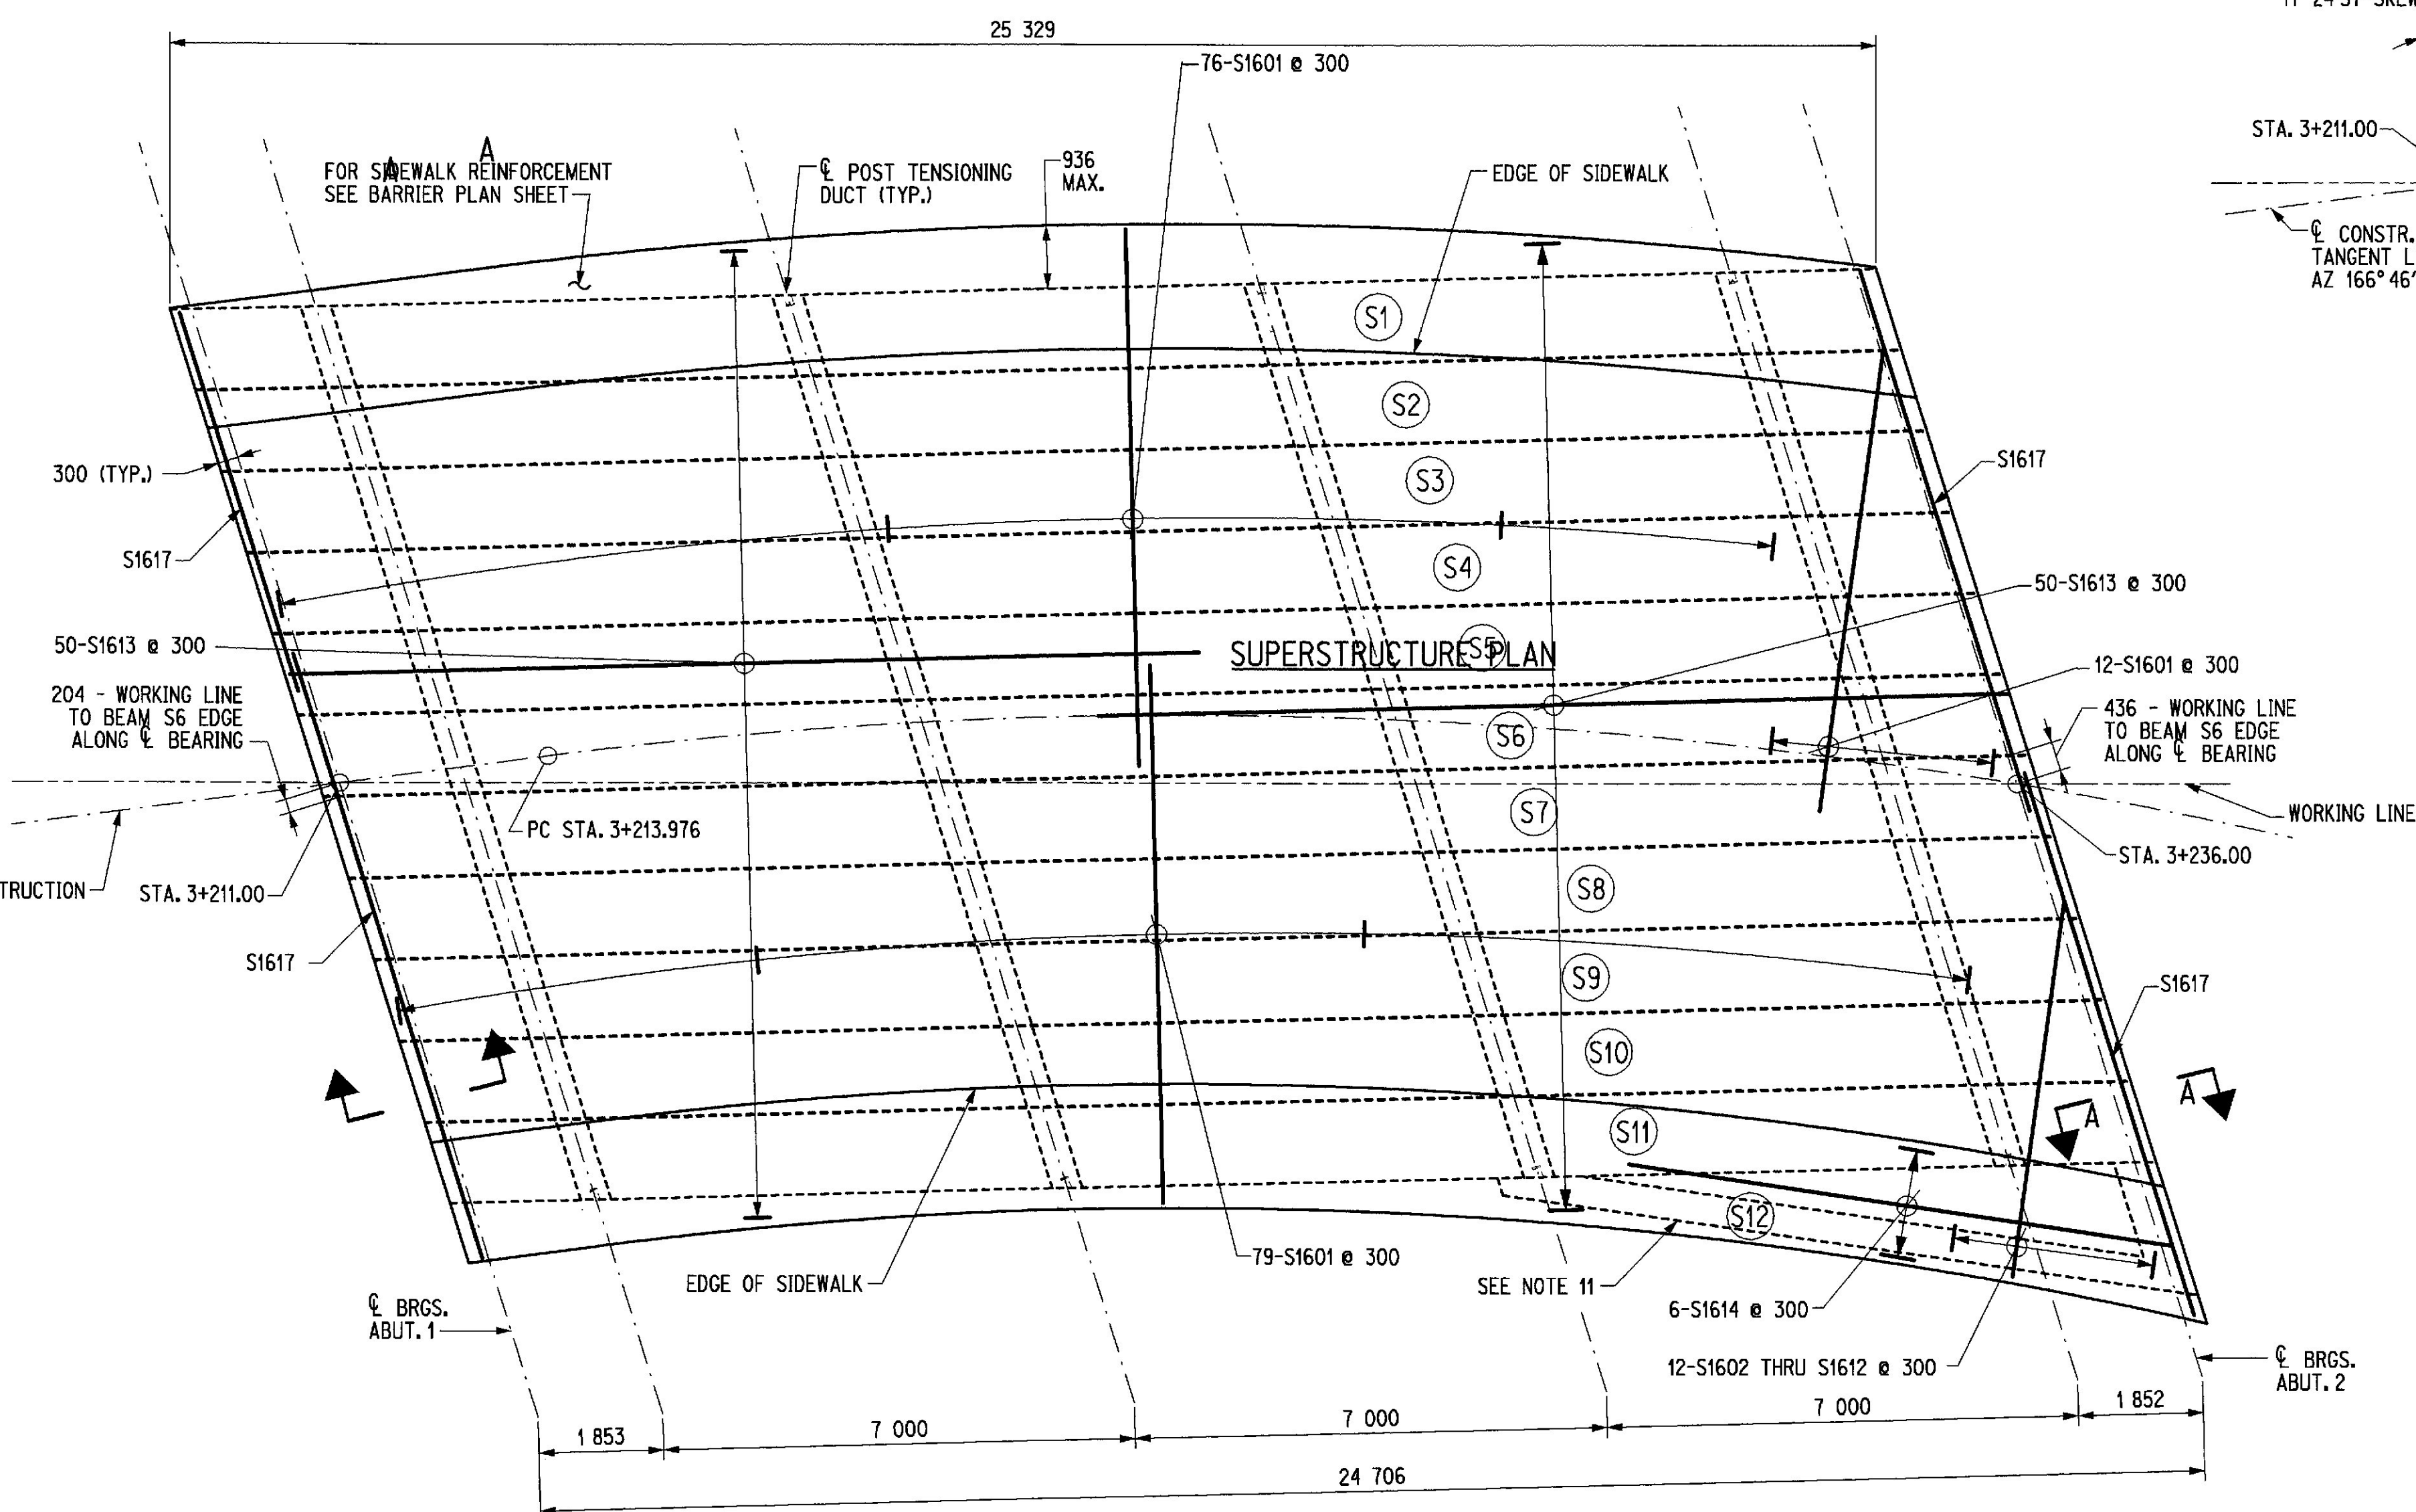 25 329
76-S1601 @ 300
STA. 3+211.00
A
A
FOR SIDEWALK REINFORCEMENT
SEE BARRIER PLAN SHEET
℄ POST TENSIONING
DUCT (TYP.)
936
MAX.
EDGE OF SIDEWALK
℄ CONSTR.
TANGENT L
AZ 166° 46'
S1
S2
300 (TYP.)
S3
S1617
S1617
S4
50-S1613 @ 300
50-S1613 @ 300
SUPERSTRUCTURE PLAN
S5
12-S1601 @ 300
204 - WORKING LINE
TO BEAM S6 EDGE
ALONG ℄ BEARING
S6
436 - WORKING LINE
TO BEAM S6 EDGE
ALONG ℄ BEARING
S7
WORKING LINE
PC STA. 3+213.976
STA. 3+236.00
TRUCTION
STA. 3+211.00
S8
S1617
S9
S1617
S10
A
A
S11
S12
79-S1601 @ 300
EDGE OF SIDEWALK
SEE NOTE 11
6-S1614 @ 300
℄ BRGS.
ABUT. 1
12-S1602 THRU S1612 @ 300
℄ BRGS.
ABUT. 2
1 853
7 000
7 000
7 000
1 852
24 706